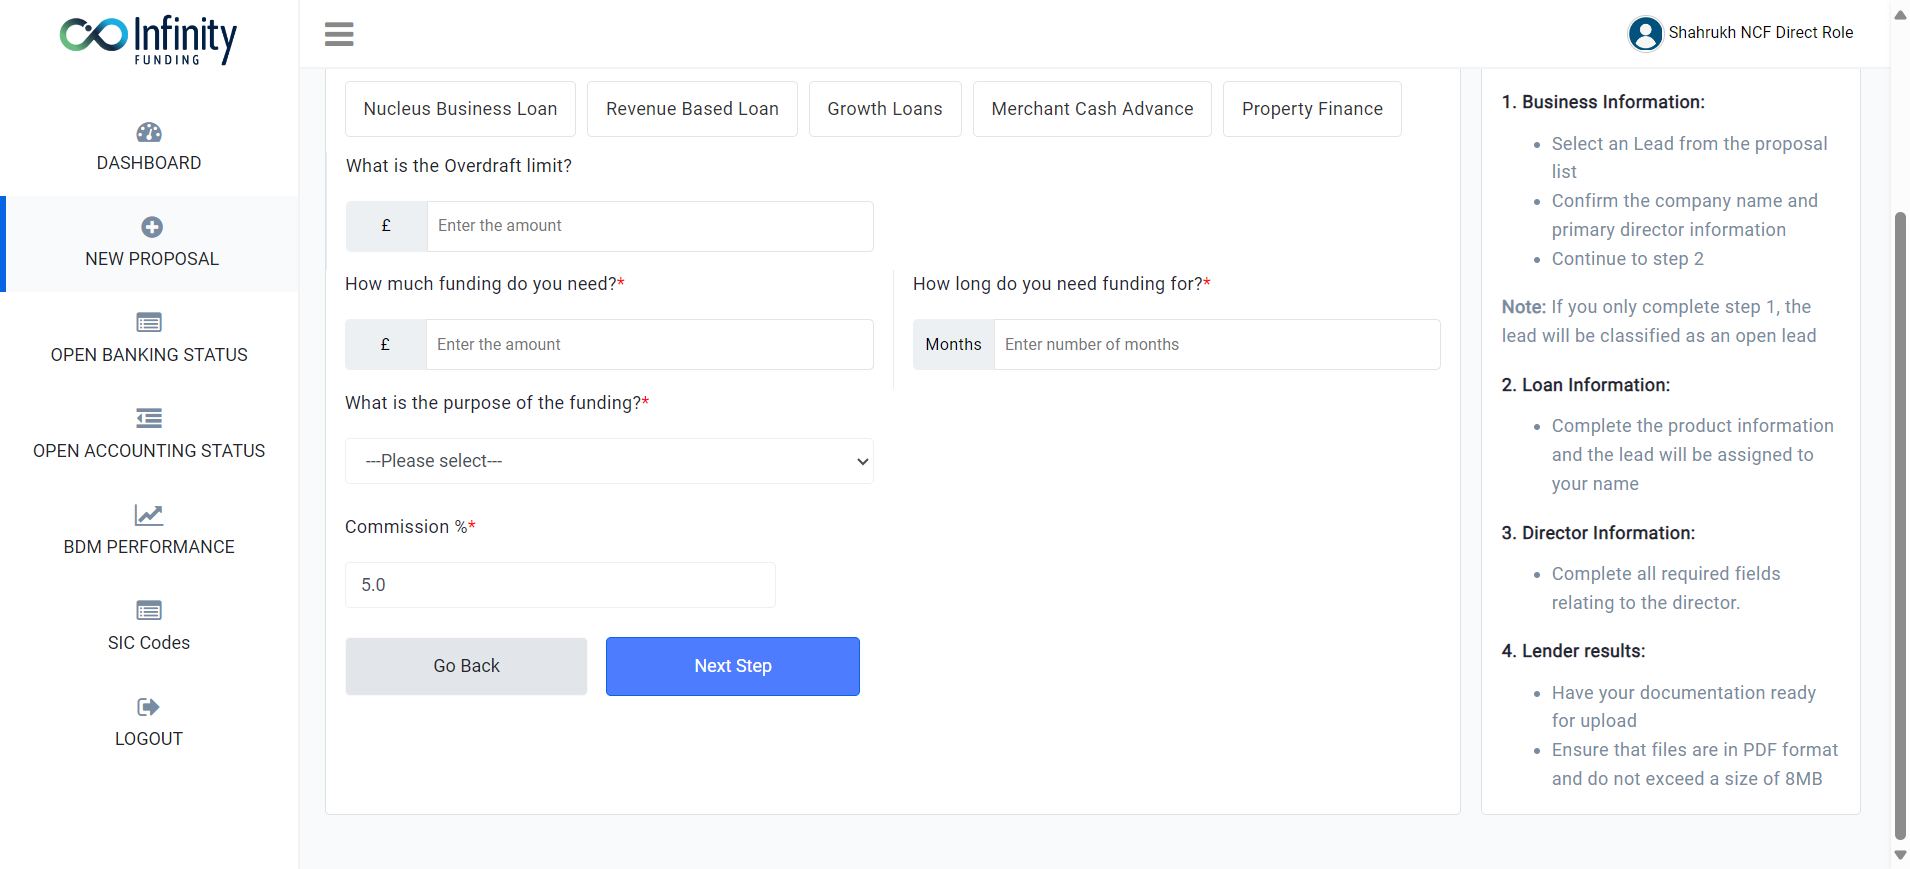 Infinity
FUNDING
DASHBOARD
NEW PROPOSAL
OPEN BANKING STATUS
OPEN ACCOUNTING STATUS
BDM PERFORMANCE
SIC Codes
LOGOUT
Shahrukh NCF Direct Role
Nucleus Business Loan
Revenue Based Loan
Growth Loans
Merchant Cash Advance
Property Finance
What is the Overdraft limit?
£
Enter the amount
How much funding do you need?*
£
Enter the amount
How long do you need funding for?*
Months
Enter number of months
What is the purpose of the funding?*
---Please select---
Commission %*
5.0
Go Back
Next Step
1. Business Information:
• Select an Lead from the proposal
list
• Confirm the company name and
primary director information
• Continue to step 2
Note: If you only complete step 1, the
lead will be classified as an open lead
2. Loan Information:
• Complete the product information
and the lead will be assigned to
your name
3. Director Information:
• Complete all required fields
relating to the director.
4. Lender results:
• Have your documentation ready
for upload
• Ensure that files are in PDF format
and do not exceed a size of 8MB